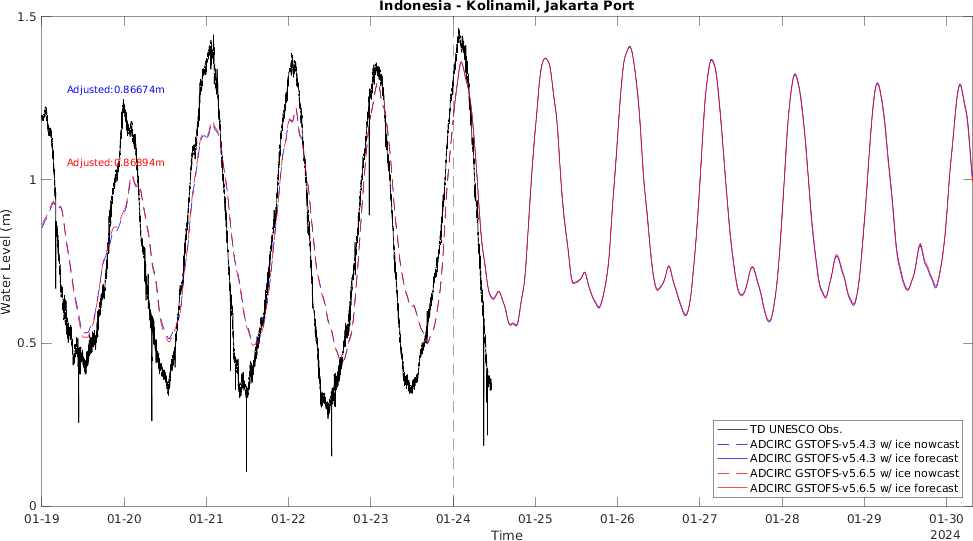 Indonesia - Kolinamil, Jakarta Port
1.5
Adjusted:0.86674m
Adjusted:0.86894m
1
Water Level (m)
0.5
TD UNESCO Obs.
ADCIRC GSTOFS-v5.4.3 w/ ice nowcast
ADCIRC GSTOFS-v5.4.3 w/ ice forecast
ADCIRC GSTOFS-v5.6.5 w/ ice nowcast
ADCIRC GSTOFS-v5.6.5 w/ ice forecast
0
01-19 01-20 01-21 01-22 01-23 01-24 01-25 01-26 01-27 01-28 01-29 01-30
Time 2024